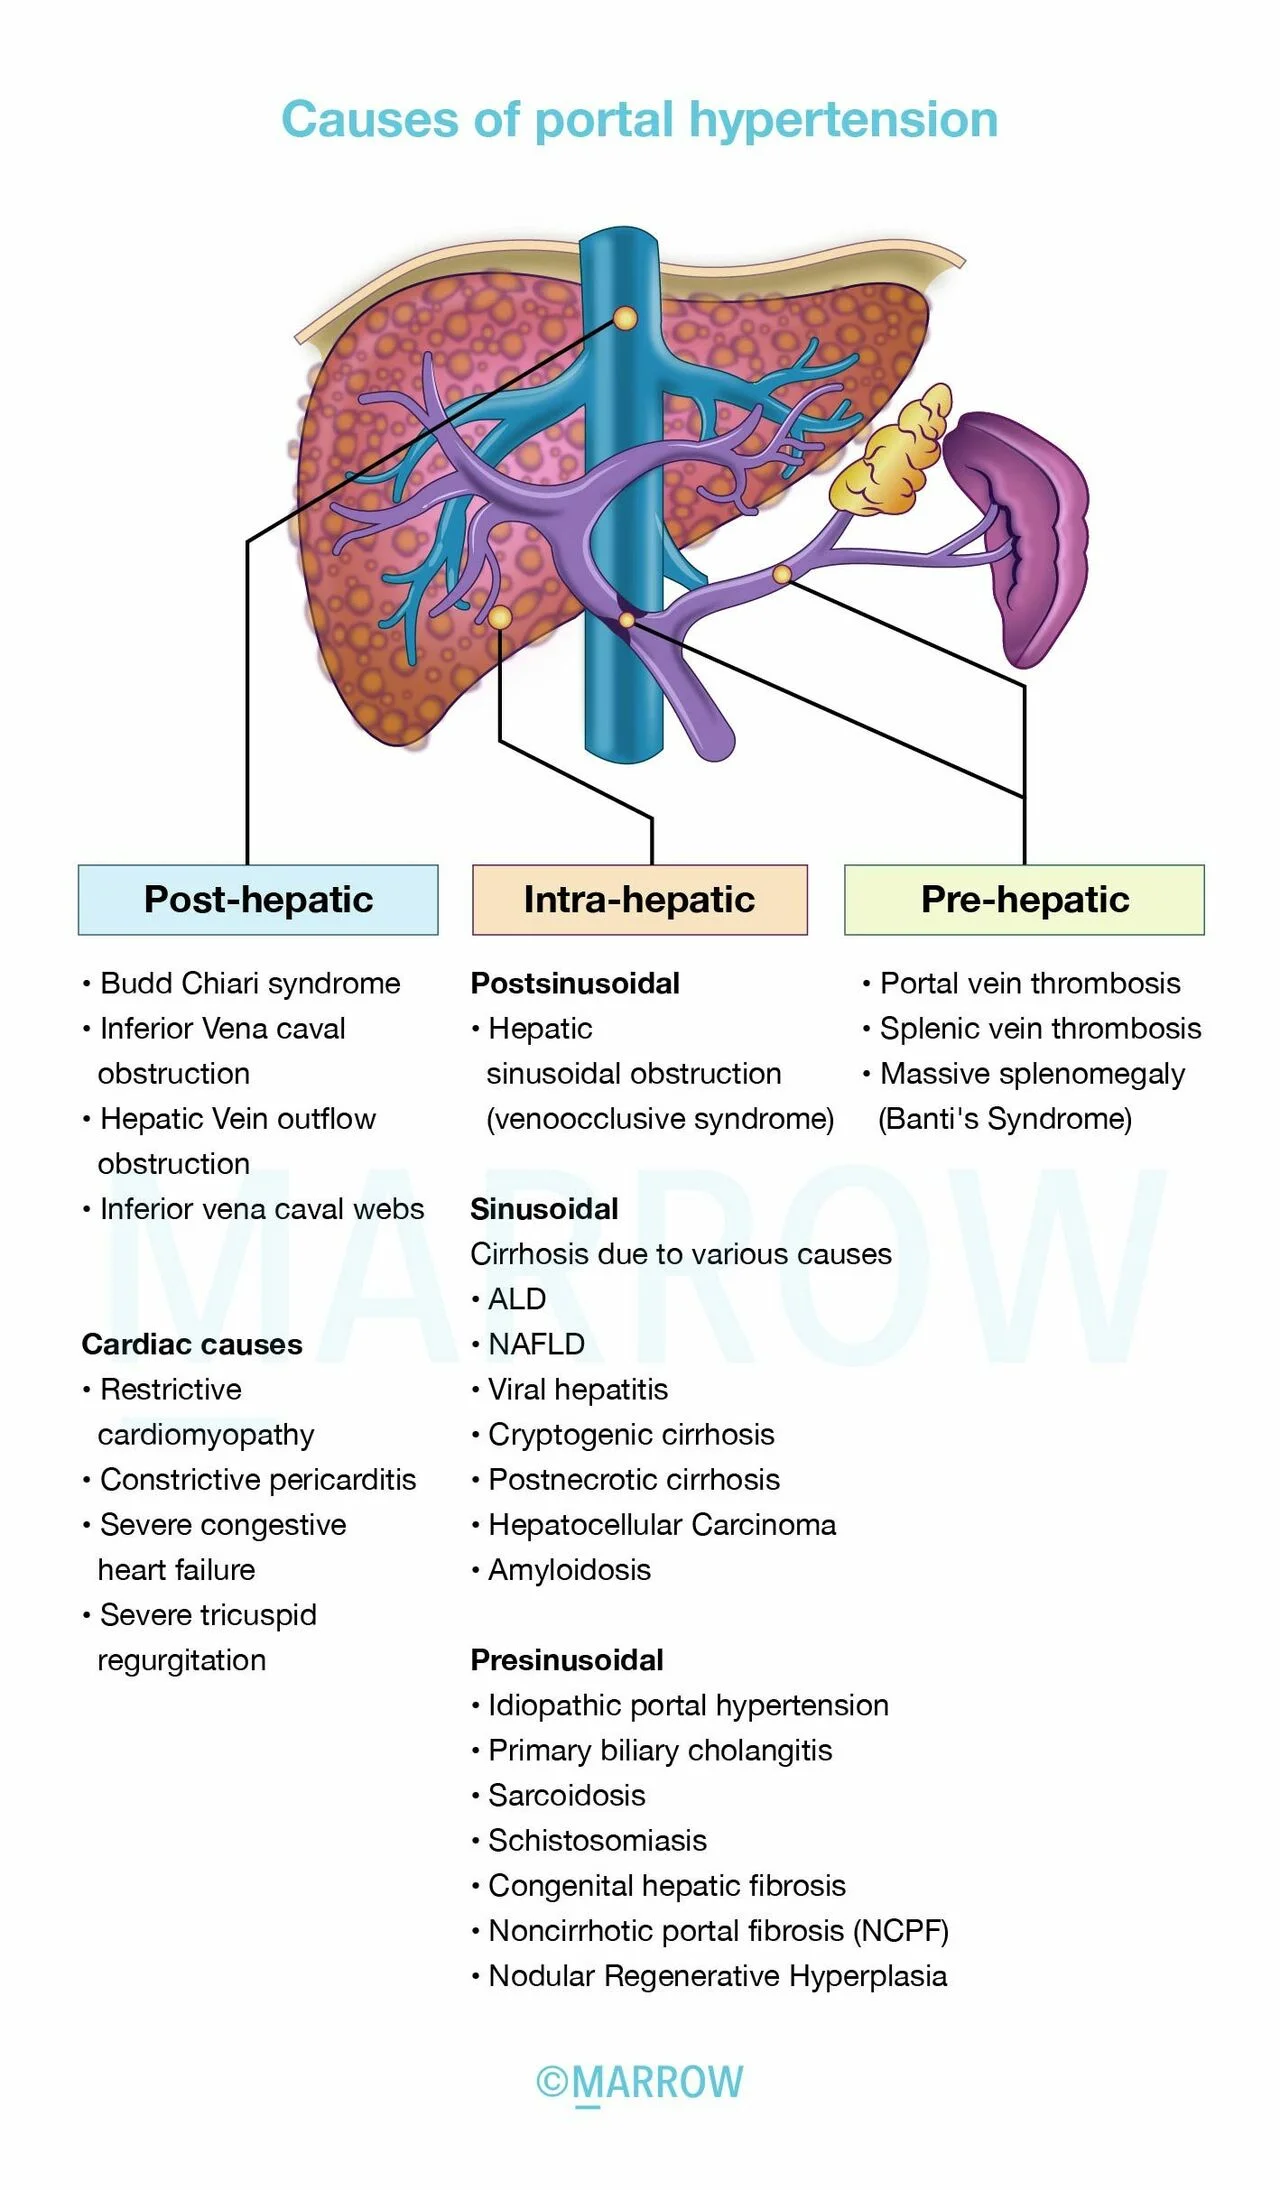 Causes of portal hypertension
Post-hepatic
• Budd Chiari syndrome
• Inferior Vena caval
obstruction
• Hepatic Vein outflow
obstruction
• Inferior vena caval webs
Cardiac causes
• Restrictive
cardiomyopathy
• Constrictive pericarditis
• Severe congestive
heart failure
• Severe tricuspid
regurgitation
Intra-hepatic
Postsinusoidal
• Hepatic
sinusoidal obstruction
(venoocclusive syndrome)
Sinusoidal
Cirrhosis due to various causes
• ALD
• NAFLD
• Viral hepatitis
• Cryptogenic cirrhosis
• Postnecrotic cirrhosis
• Hepatocellular Carcinoma
• Amyloidosis
Presinusoidal
• Idiopathic portal hypertension
• Primary biliary cholangitis
• Sarcoidosis
• Schistosomiasis
• Congenital hepatic fibrosis
• Noncirrhotic portal fibrosis (NCPF)
• Nodular Regenerative Hyperplasia
Pre-hepatic
• Portal vein thrombosis
• Splenic vein thrombosis
• Massive splenomegaly
(Banti's Syndrome)
MARROW
©MARROW